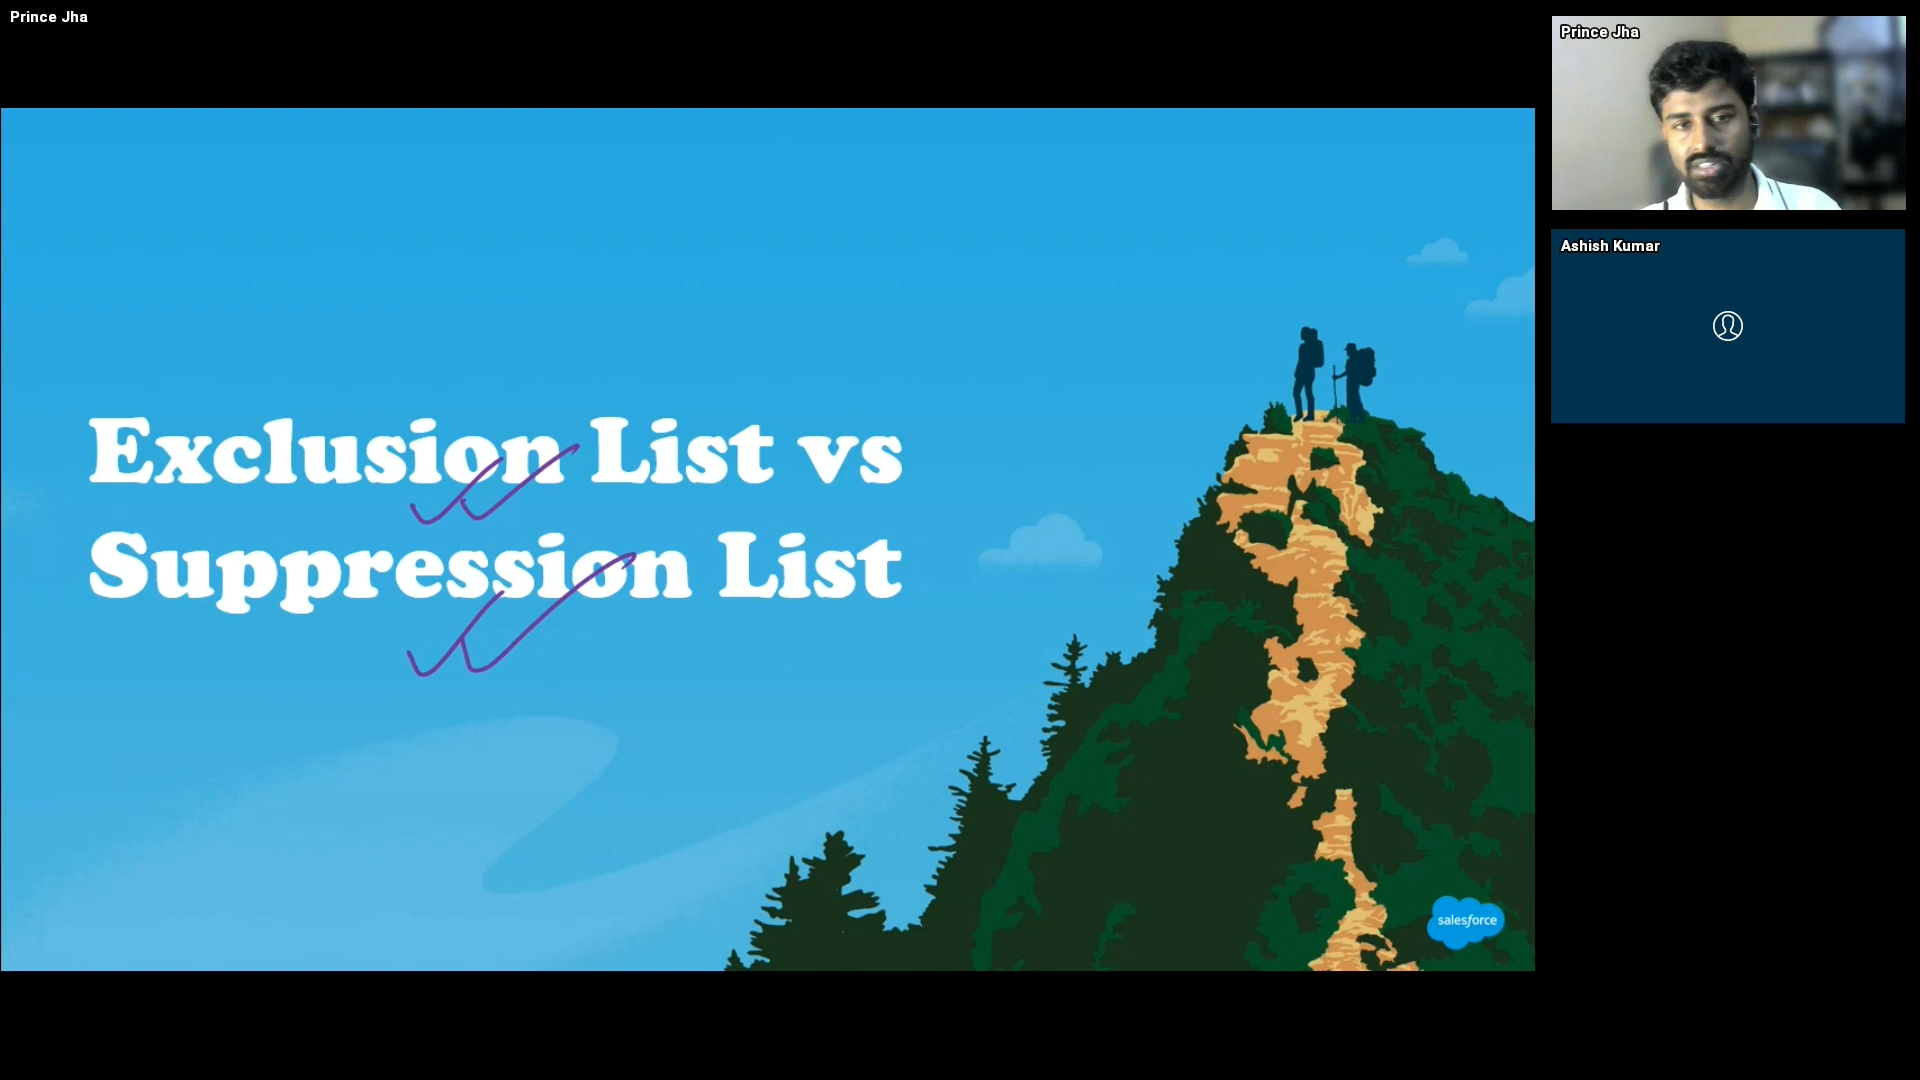 Prince Jha
Prince Jha
Ashish Kumar
Exclusion List vs
Suppression List
salesforce